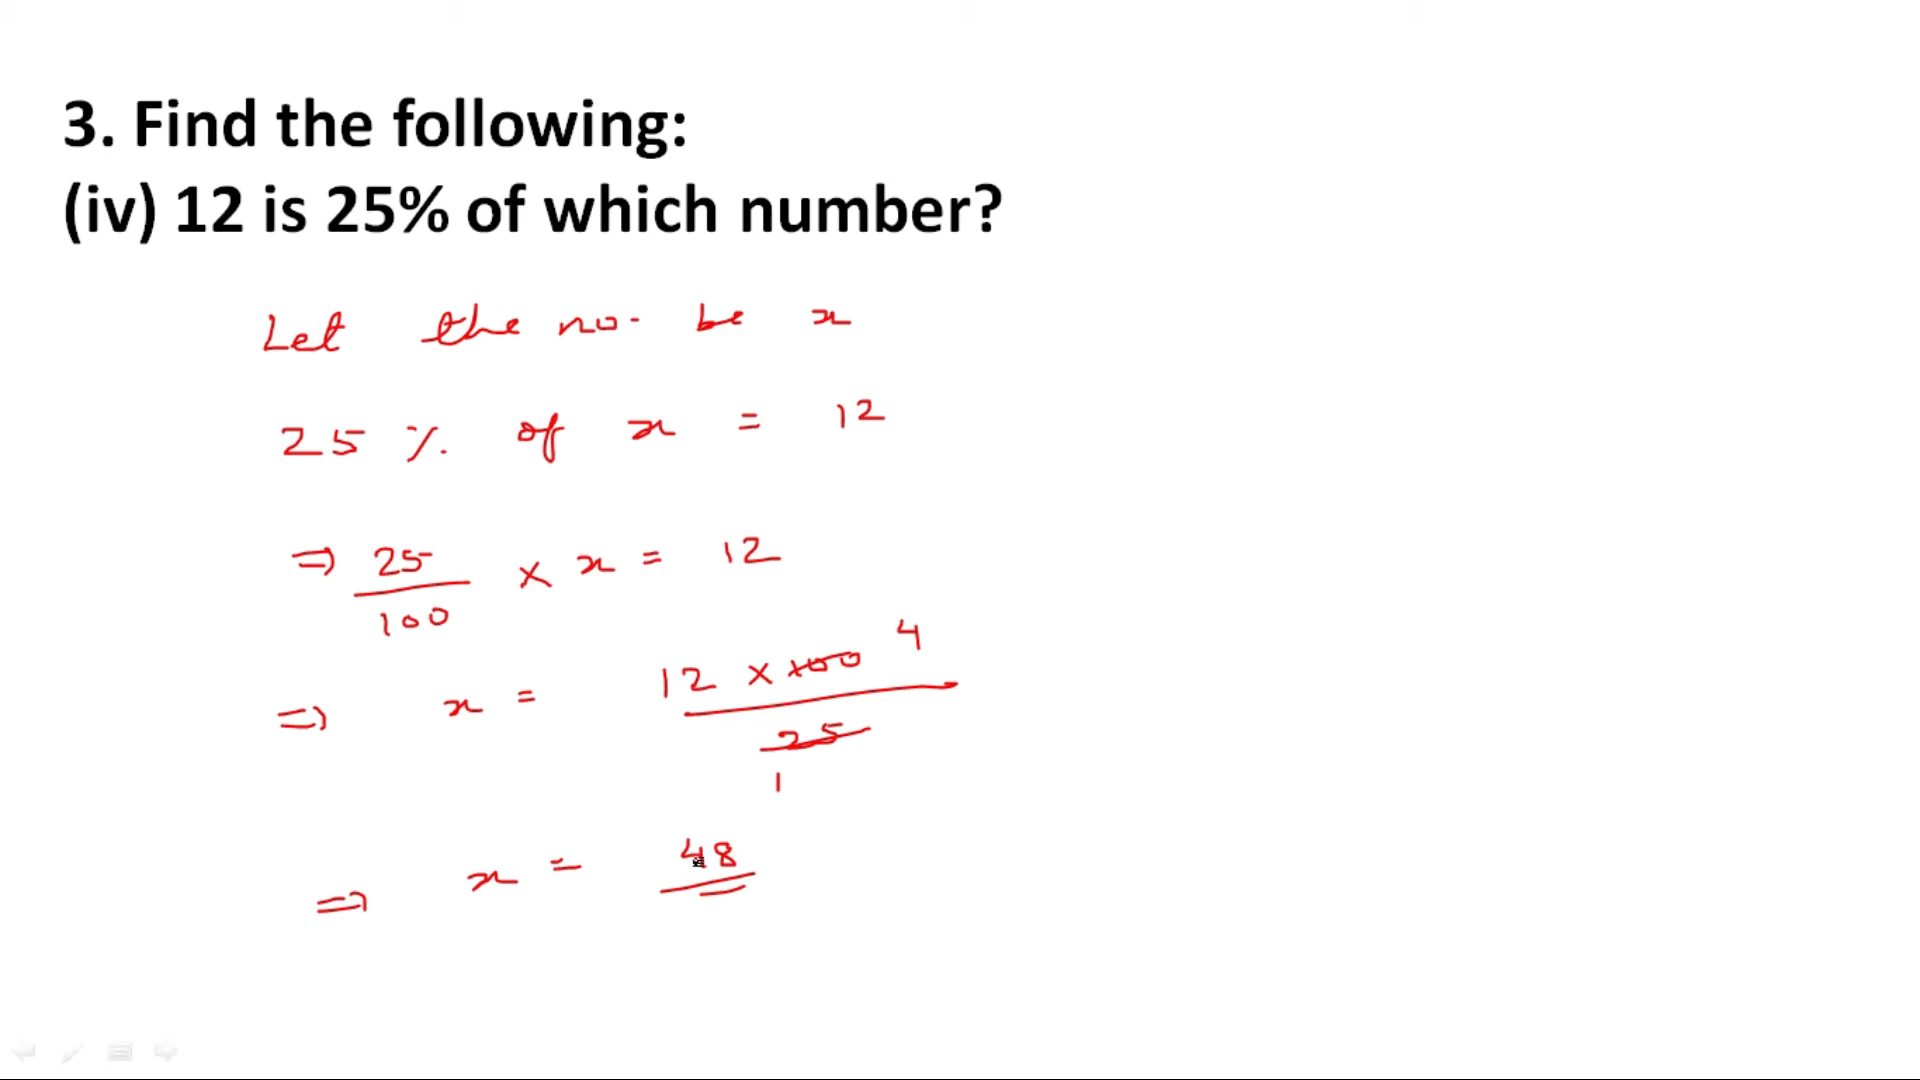 3. Find the following:
(iv) 12 is 25% of which number?
Let the no. be x
25 % of x = 12
⇒ 25/100 × x = 12
⇒ x = 12 × 100 4 / 25 1
⇒ x = 48